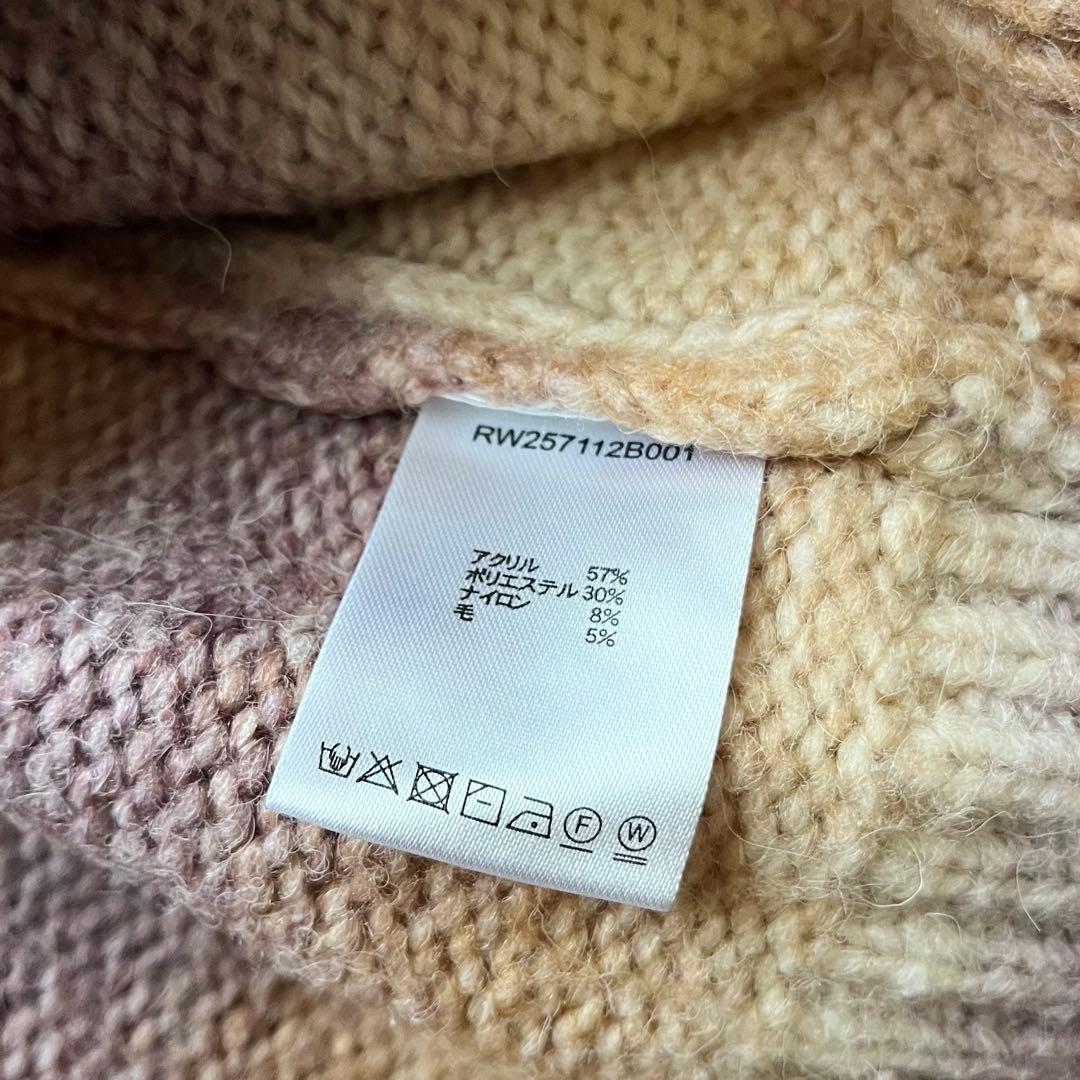 RW257112B001
アクリル 57%
ポリエステル 30%
ナイロン 8%
毛 5%
F W